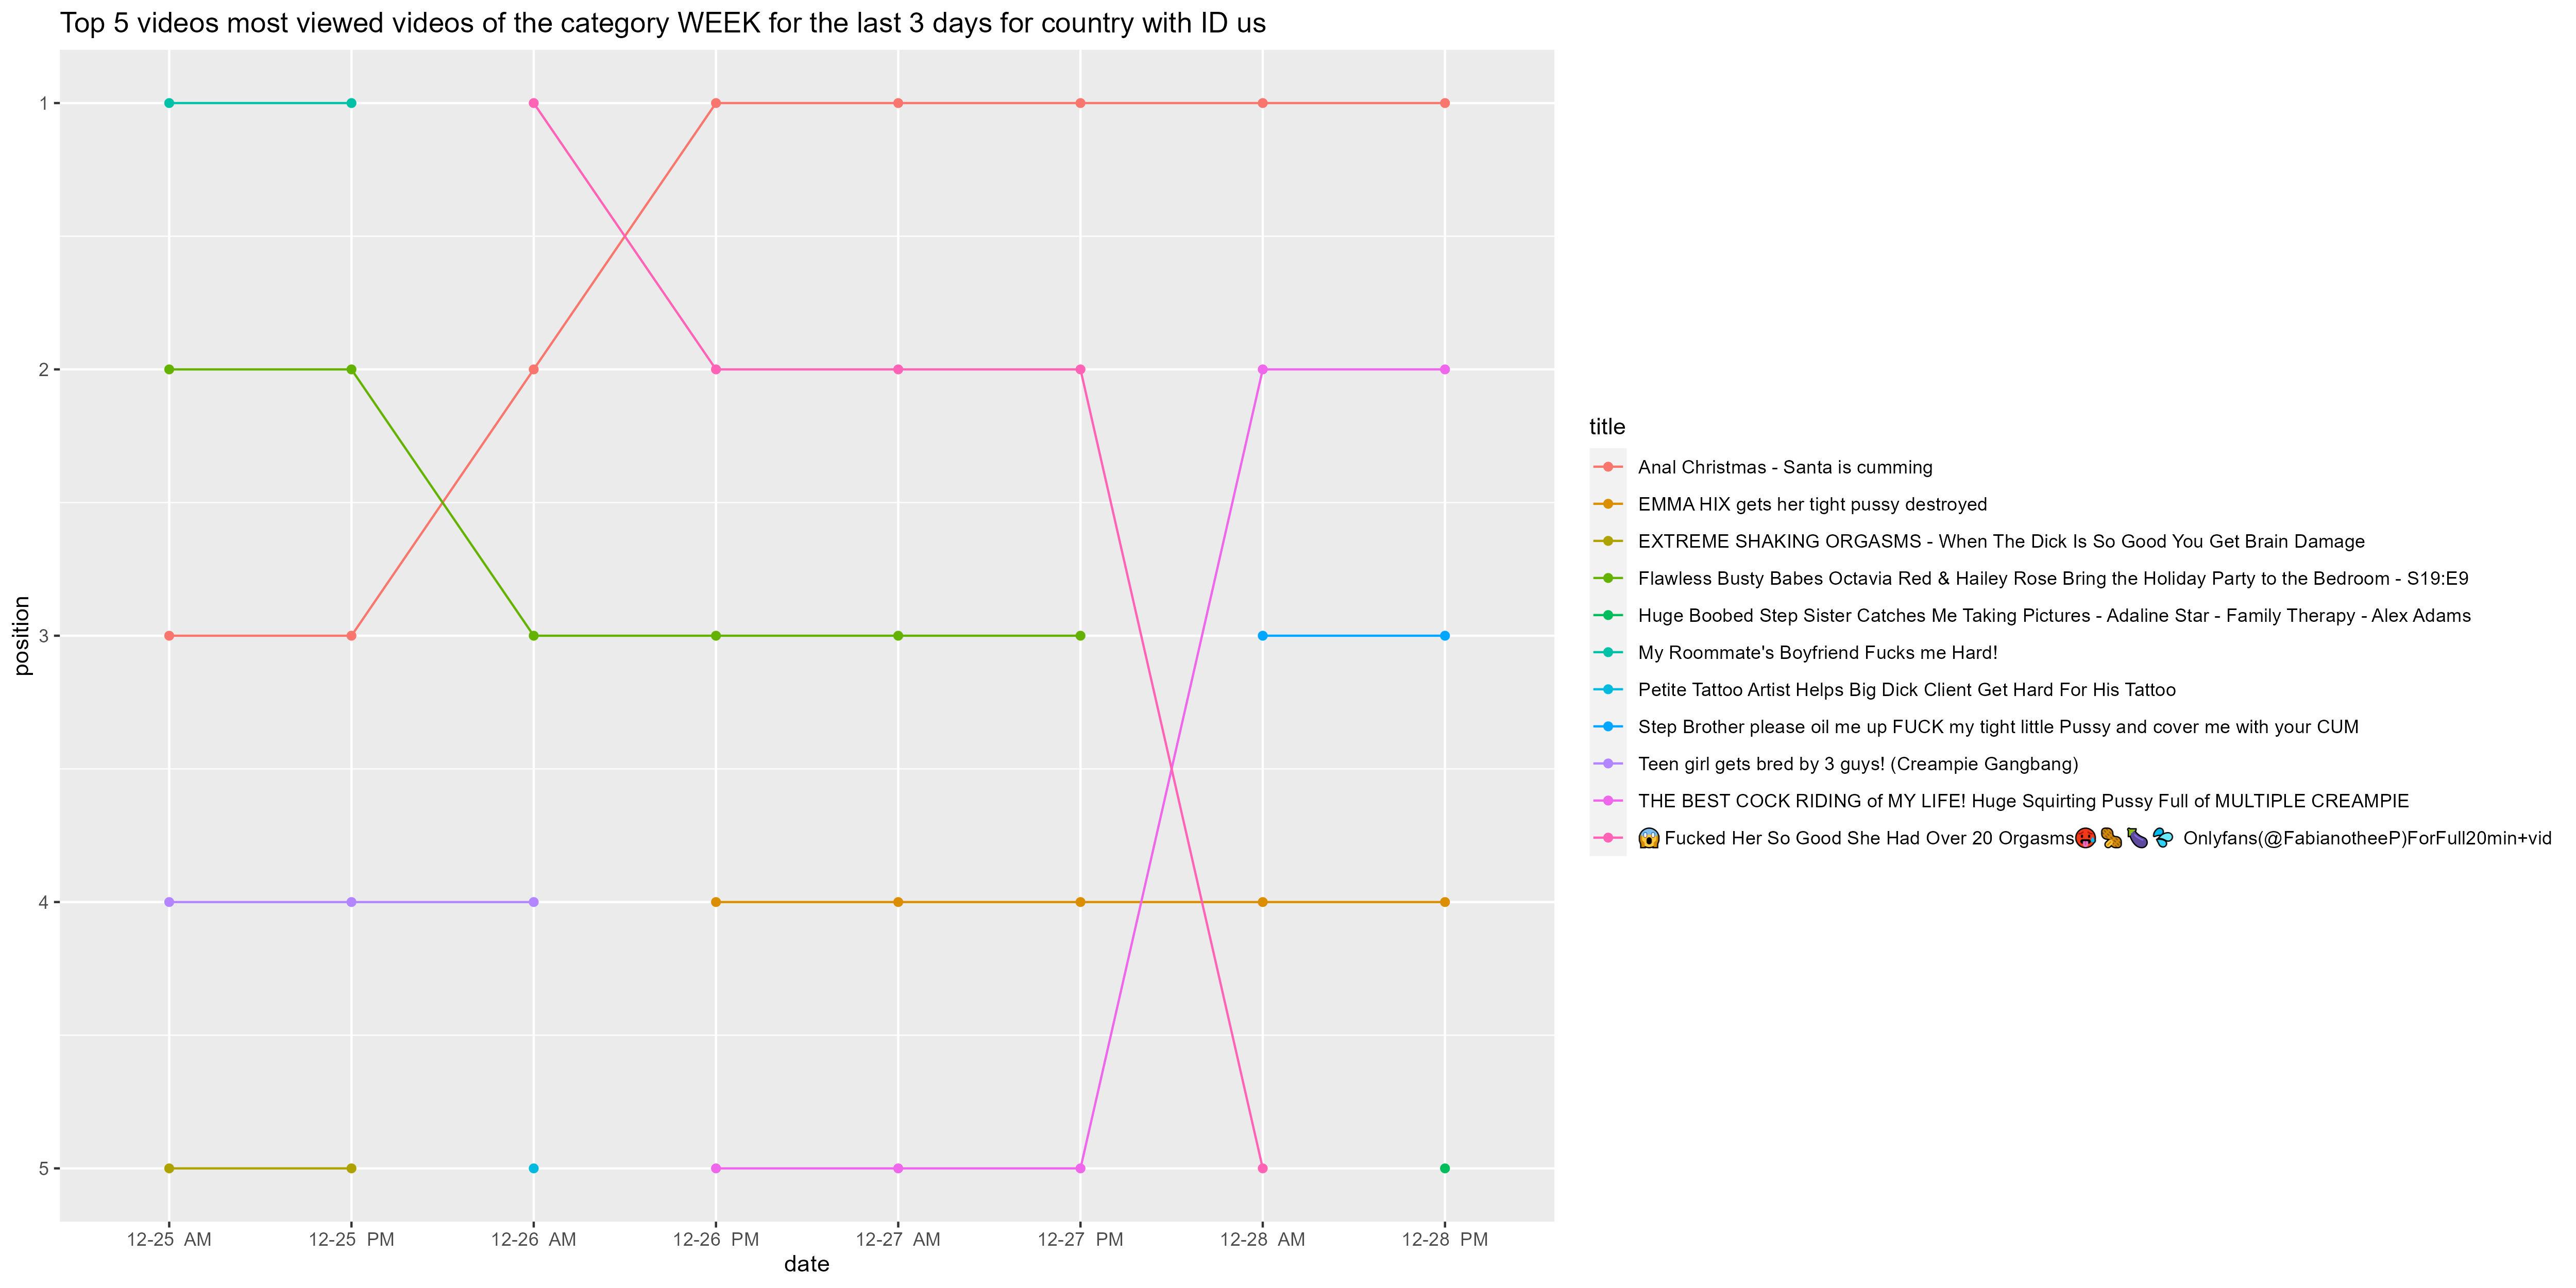 Top 5 videos most viewed videos of the category WEEK for the last 3 days for country with ID us
1
2
3
4
5
position
12-25 AM
12-25 PM
12-26 AM
12-26 PM
12-27 AM
12-27 PM
12-28 AM
12-28 PM
date
title
Anal Christmas - Santa is cumming
EMMA HIX gets her tight pussy destroyed
EXTREME SHAKING ORGASMS - When The Dick Is So Good You Get Brain Damage
Flawless Busty Babes Octavia Red & Hailey Rose Bring the Holiday Party to the Bedroom - S19:E9
Huge Boobed Step Sister Catches Me Taking Pictures - Adaline Star - Family Therapy - Alex Adams
My Roommate's Boyfriend Fucks me Hard!
Petite Tattoo Artist Helps Big Dick Client Get Hard For His Tattoo
Step Brother please oil me up FUCK my tight little Pussy and cover me with your CUM
Teen girl gets bred by 3 guys! (Creampie Gangbang)
THE BEST COCK RIDING of MY LIFE! Huge Squirting Pussy Full of MULTIPLE CREAMPIE
😱 Fucked Her So Good She Had Over 20 Orgasms🥵🥜🍆💦 Onlyfans(@FabianotheeP)ForFull20min+vid